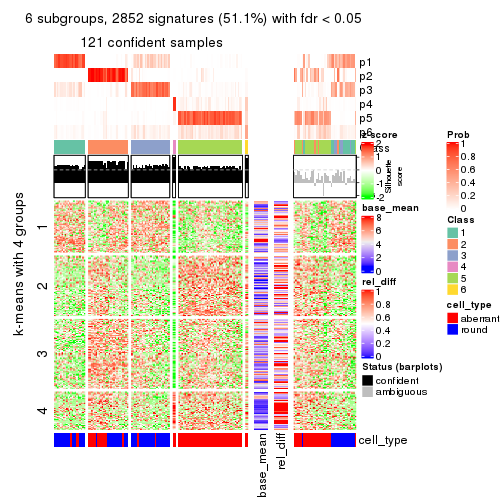 6 subgroups, 2852 signatures (51.1%) with fdr < 0.05
121 confident samples
p1
p2
p3
p4
p5
p6
Class
Silhouette
score
1
2
3
4
k-means with 4 groups
base_mean
rel_diff
cell_type
z-score
2
1
0
-1
-2
base_mean
8
6
4
2
0
rel_diff
1
0.8
0.6
0.4
0.2
0
Status (barplots)
confident
ambiguous
Prob
1
0.8
0.6
0.4
0.2
0
Class
1
2
3
4
5
6
cell_type
aberrant
round